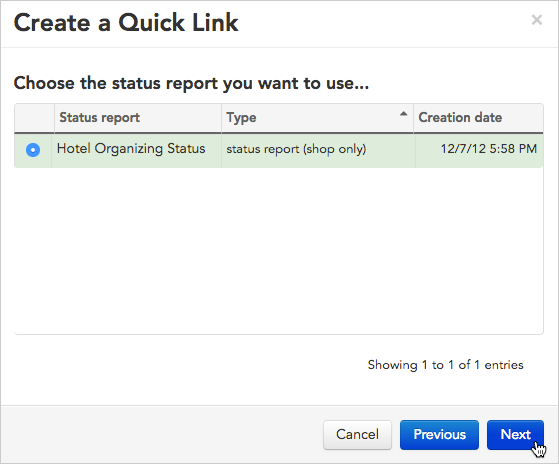 Create a Quick Link ×
Choose the status report you want to use...
Status report Type Creation date
Hotel Organizing Status status report (shop only) 12/7/12 5:58 PM
Showing 1 to 1 of 1 entries
Cancel Previous Next